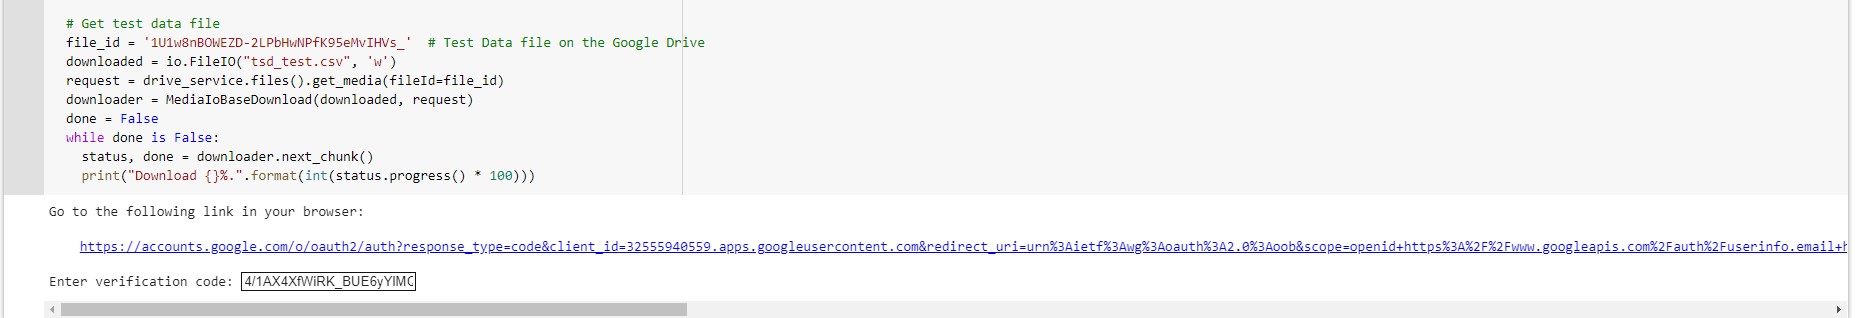 # Get test data file
file_id = '1U1w8nBOWEZD-2LPbHwNPfK95eMvIHVs_'  # Test Data file on the Google Drive
downloaded = io.FileIO("tsd_test.csv", 'w')
request = drive_service.files().get_media(fileId=file_id)
downloader = MediaIoBaseDownload(downloaded, request)
done = False
while done is False:
  status, done = downloader.next_chunk()
  print("Download {}%.".format(int(status.progress() * 100)))
Go to the following link in your browser:
https://accounts.google.com/o/oauth2/auth?response_type=code&client_id=32555940559.apps.googleusercontent.com&redirect_uri=urn%3Aietf%3Awg%3Aoauth%3A2.0%3Aoob&scope=openid+https%3A%2F%2Fwww.googleapis.com%2Fauth%2Fuserinfo.email+h
Enter verification code: 4/1AX4XfWiRK_BUE6yYIMC